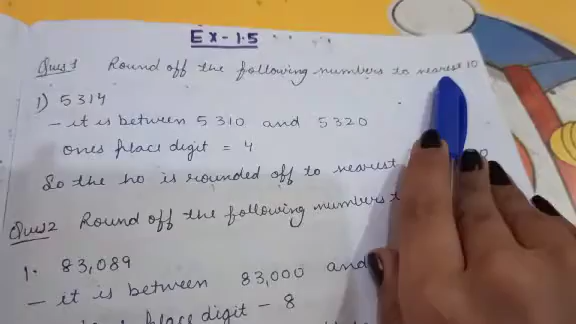 Ex-1.5
Ques1 Round off the following numbers to nearest 10
1) 5314
- it is between 5310 and 5320
ones place digit = 4
So the no is rounded off to nearest
Ques2 Round off the following numbers t
1. 83,089
- it is between 83,000 and
place digit - 8